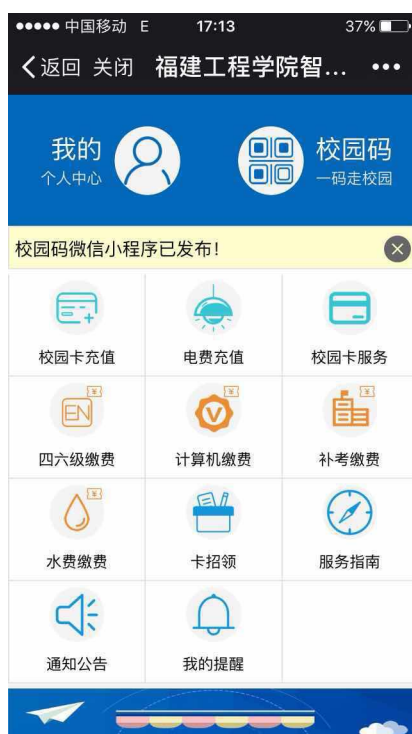 中国移动 E 17:13 37%
返回 关闭 福建工程学院智...
我的 校园码
个人中心 一码走校园
校园码微信小程序已发布！
校园卡充值 电费充值 校园卡服务
EN V
四六级缴费 计算机缴费 补考缴费
水费缴费 卡招领 服务指南
通知公告 我的提醒